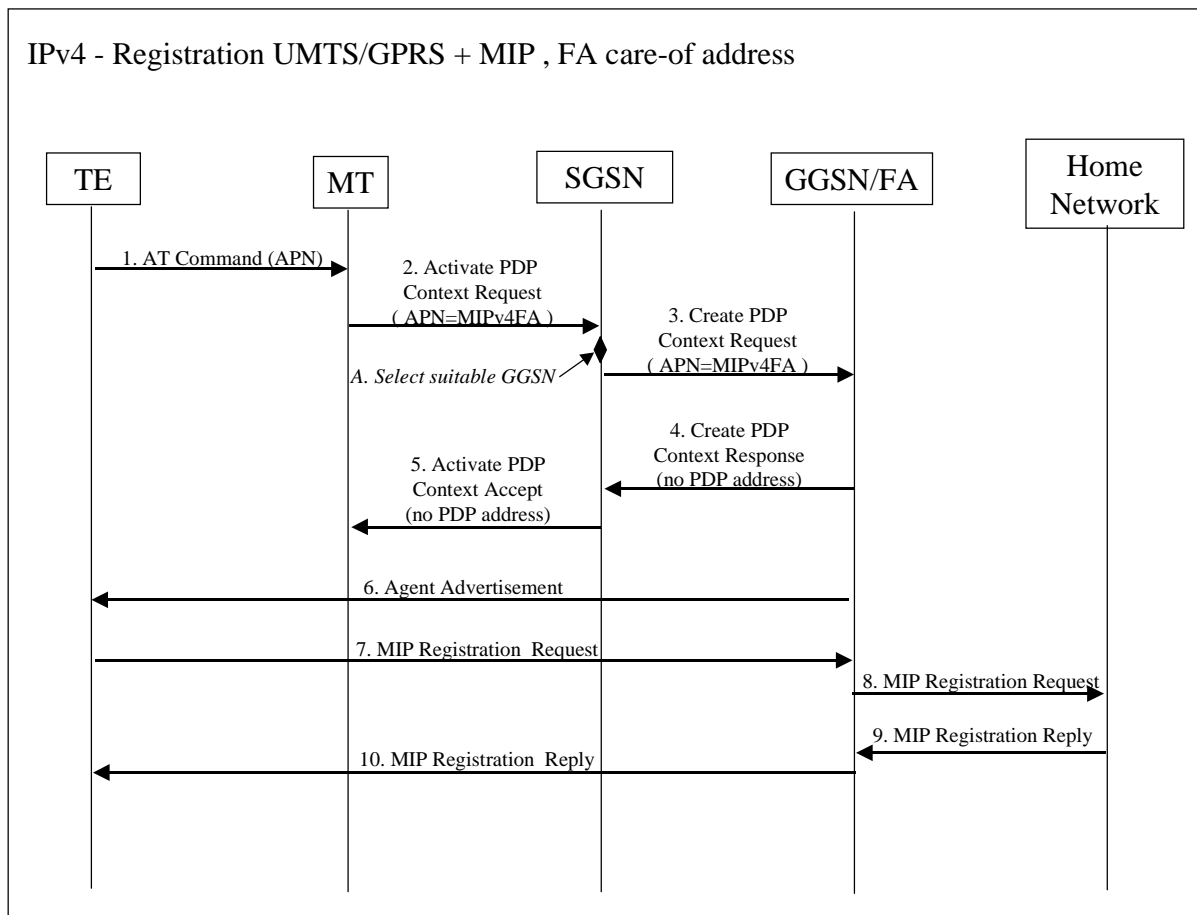 IPv4 - Registration UMTS/GPRS + MIP , FA care-of address
TE
MT
SGSN
GGSN/FA
Home
Network
1. AT Command (APN)
2. Activate PDP
Context Request
( APN=MIPv4FA )
3. Create PDP
Context Request
( APN=MIPv4FA )
A. Select suitable GGSN
4. Create PDP
Context Response
(no PDP address)
5. Activate PDP
Context Accept
(no PDP address)
6. Agent Advertisement
7. MIP Registration Request
8. MIP Registration Request
9. MIP Registration Reply
10. MIP Registration Reply